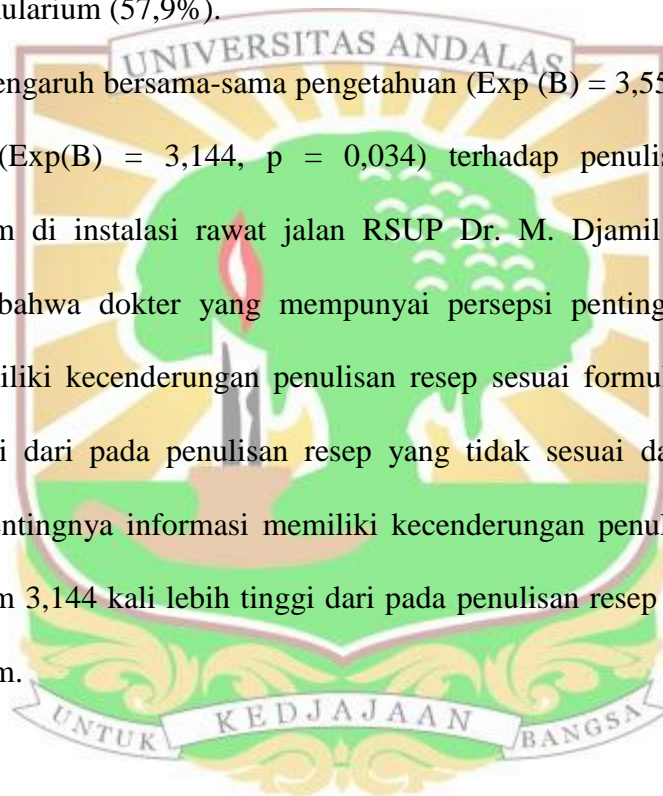 nularium (57,9%).
UNIVERSITAS ANDALAS
engaruh bersama-sama pengetahuan (Exp (B) = 3,55
(Exp(B) = 3,144, p = 0,034) terhadap penulis
m di instalasi rawat jalan RSUP Dr. M. Djamil
bahwa dokter yang mempunyai persepsi penting
iliki kecenderungan penulisan resep sesuai formul
i dari pada penulisan resep yang tidak sesuai da
entingnya informasi memiliki kecenderungan penul
m 3,144 kali lebih tinggi dari pada penulisan resep
m.
UNTUK KEDJAJAAN BANGSA